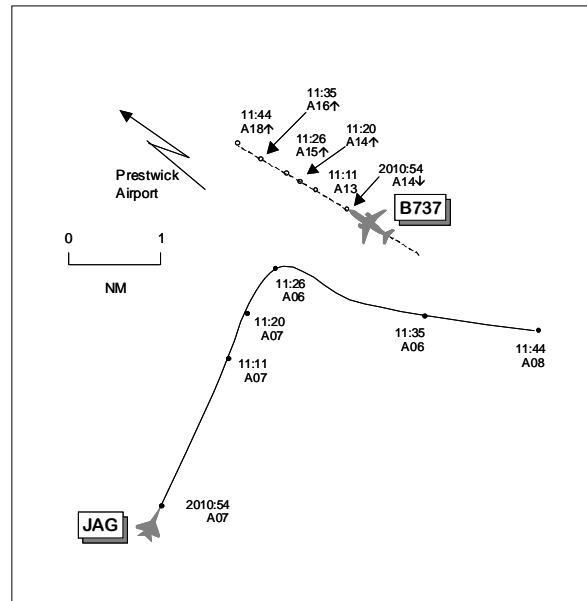 11:35
A16↑
11:44
A18↑
11:20
A14↑
11:26
A15↑
2010:54
A14↓
11:11
A13
B737
Prestwick
Airport
0 1
NM
11:26
A06
11:20
A07
11:35
A06
11:44
A08
11:11
A07
2010:54
A07
JAG